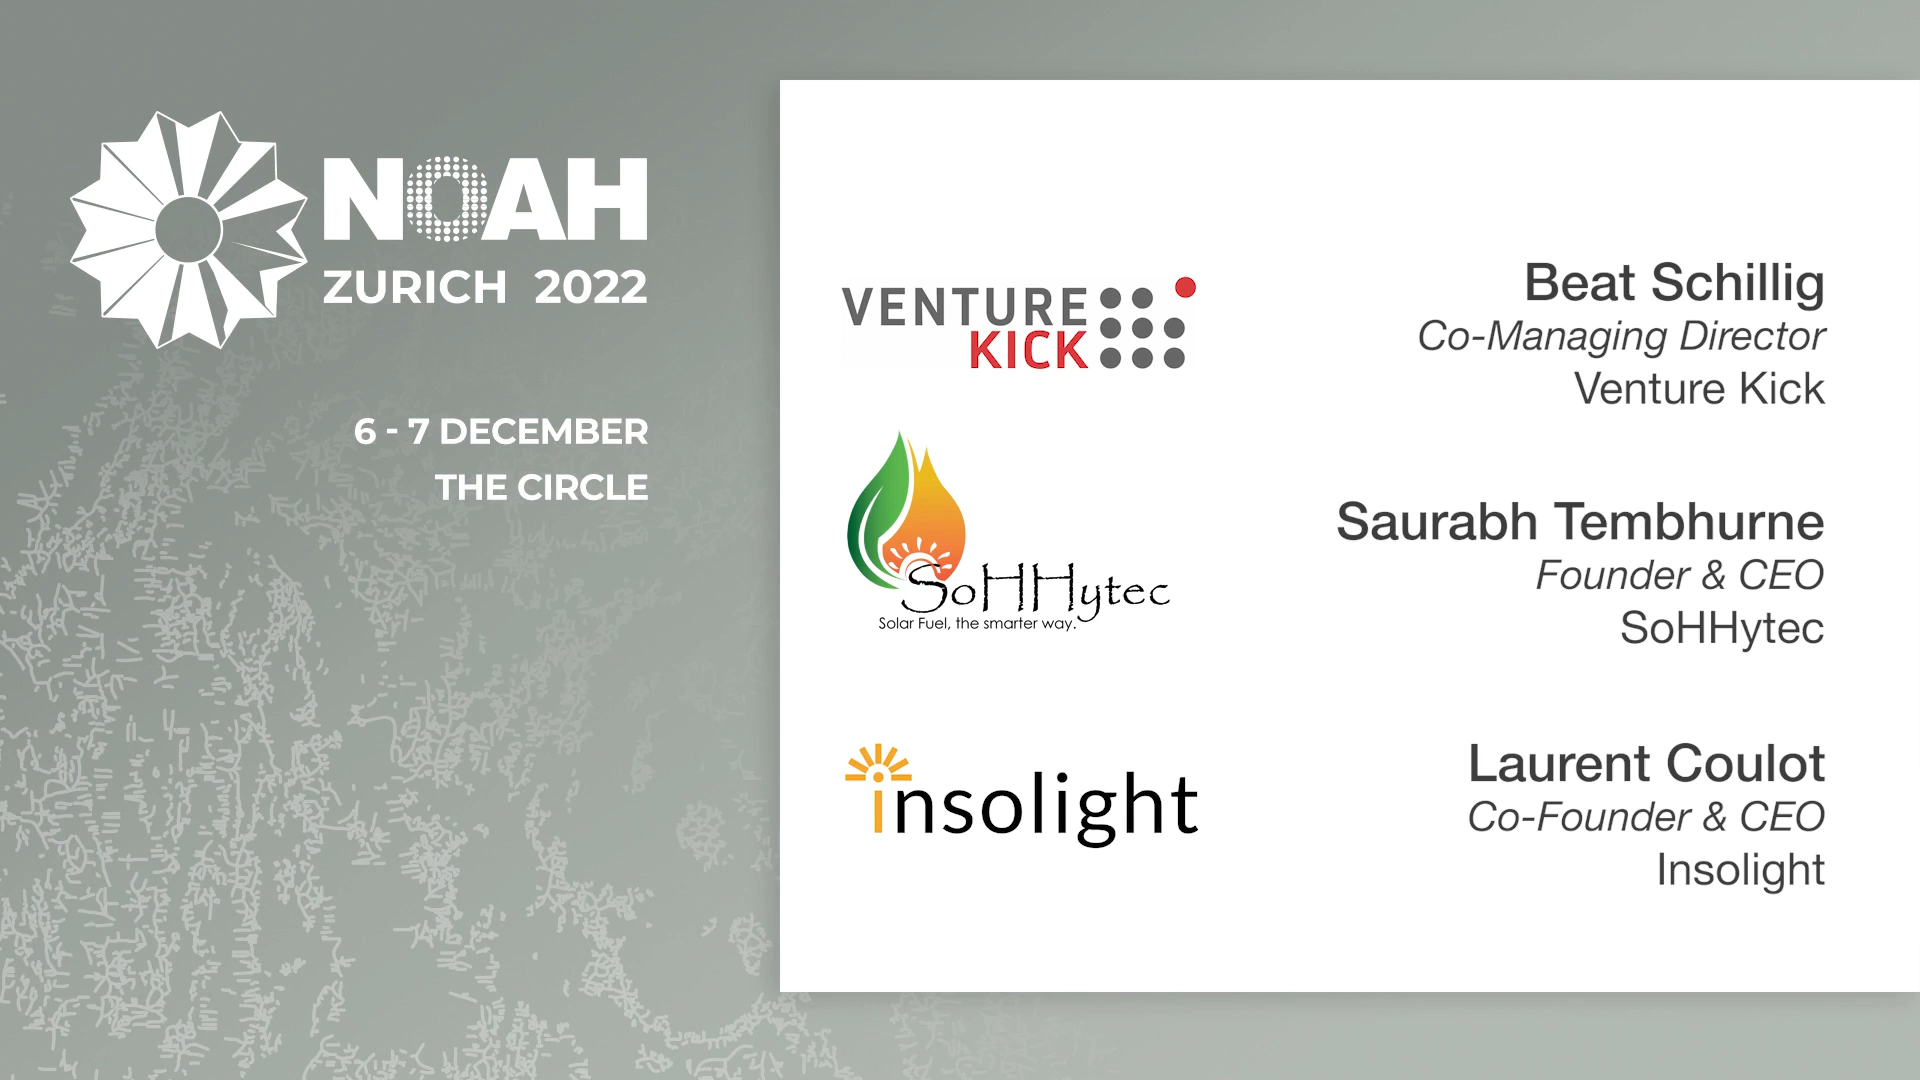 NOAH
ZURICH 2022
6 - 7 DECEMBER
THE CIRCLE
VENTURE
KICK
Beat Schillig
Co-Managing Director
Venture Kick
SoHHytec
Solar Fuel, the smarter way.
Saurabh Tembhurne
Founder & CEO
SoHHytec
insolight
Laurent Coulot
Co-Founder & CEO
Insolight